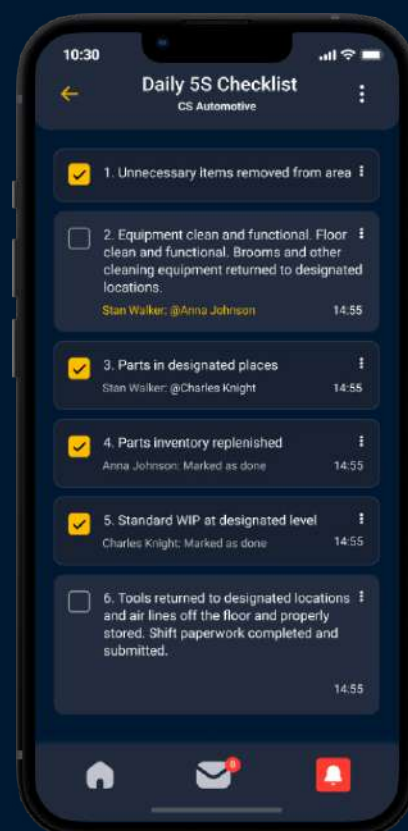 10:30
Daily 5S Checklist
CS Automotive
1. Unnecessary items removed from area
2. Equipment clean and functional. Floor
clean and functional. Brooms and other
cleaning equipment returned to designated
locations.
Stan Walker: @Anna Johnson 14:55
3. Parts in designated places
Stan Walker: @Charles Knight 14:55
4. Parts inventory replenished
Anna Johnson: Marked as done 14:55
5. Standard WIP at designated level
Charles Knight: Marked as done 14:55
6. Tools returned to designated locations
and air lines off the floor and properly
stored. Shift paperwork completed and
submitted.
14:55